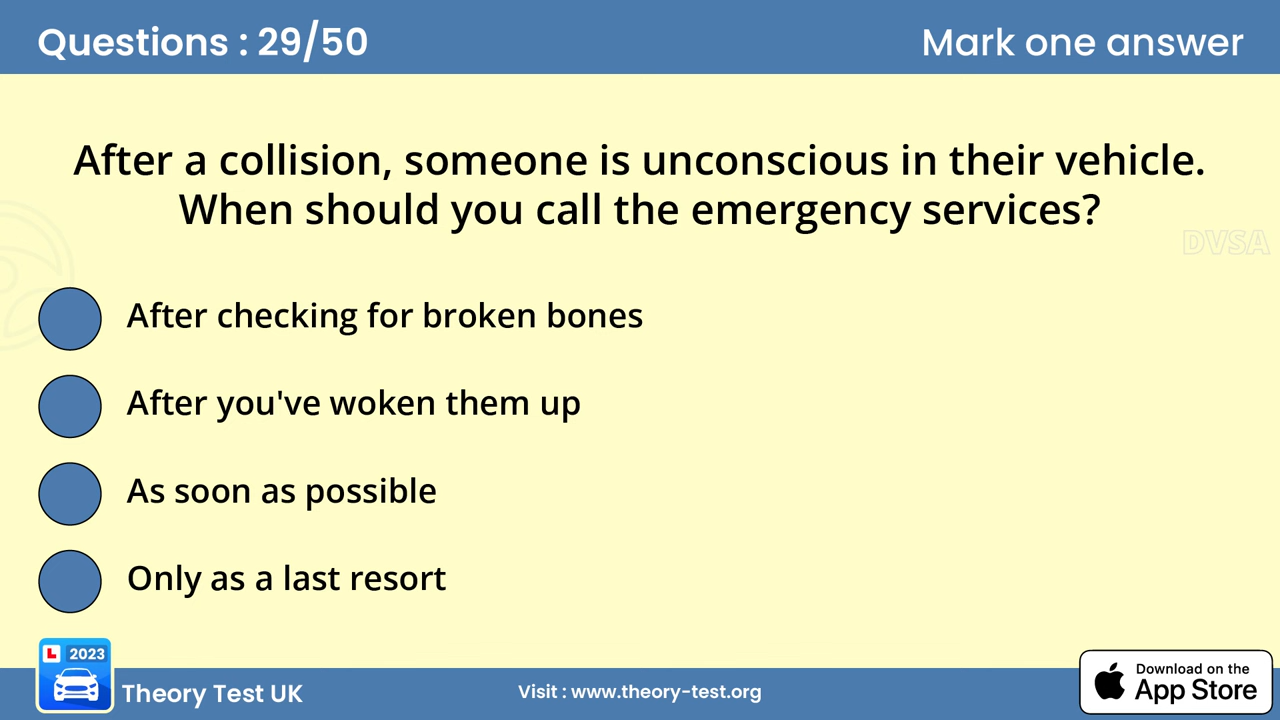 Questions : 29/50
Mark one answer
After a collision, someone is unconscious in their vehicle.
When should you call the emergency services?
DVSA
After checking for broken bones
After you've woken them up
As soon as possible
Only as a last resort
L 2023
Theory Test UK
Visit : www.theory-test.org
Download on the
App Store